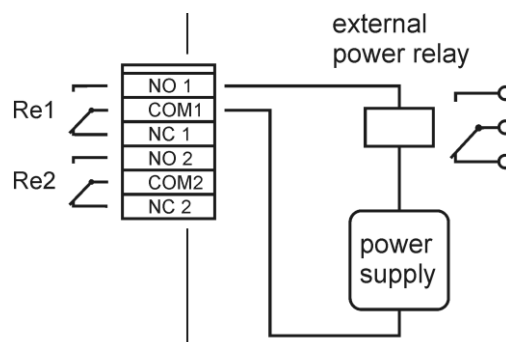 external
power relay
Re1
Re2
NO 1
COM1
NC 1
NO 2
COM2
NC 2
power
supply